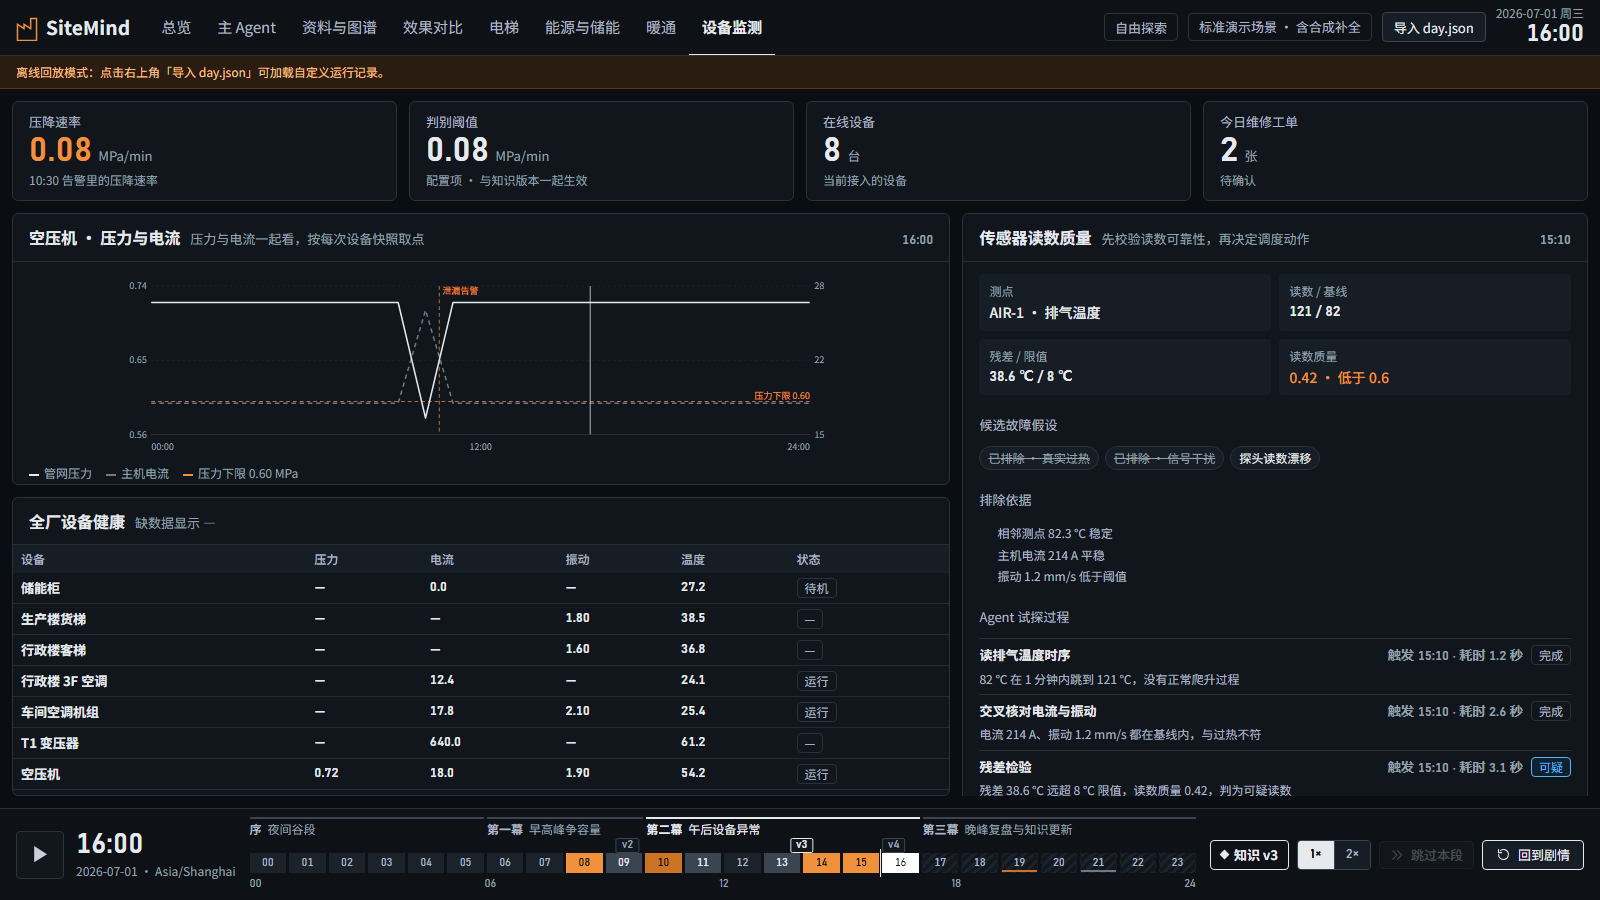 SiteMind 总览 主 Agent 资料与图谱 效果对比 电梯 能源与储能 暖通 设备监测 自由探索 标准演示场景 · 含合成补全 导入 day.json 2026-07-01 周三
16:00
离线回放模式：点击右上角「导入 day.json」可加载自定义运行记录。
压降速率
0.08 MPa/min
10:30 告警里的压降速率
判别阈值
0.08 MPa/min
配置项 · 与知识版本一起生效
在线设备
8 台
当前接入的设备
今日维修工单
2 张
待确认
空压机 · 压力与电流 压力与电流一起看，按每次设备快照取点 16:00
0.74 泄漏告警 28
0.65 22
压力下限 0.60
0.56 15
00:00 12:00 24:00
管网压力 主机电流 压力下限 0.60 MPa
全厂设备健康 缺数据显示 —
设备 压力 电流 振动 温度 状态
储能柜 — 0.0 — 27.2 待机
生产楼货梯 — — 1.80 38.5 —
行政楼客梯 — — 1.60 36.8 —
行政楼 3F 空调 — 12.4 — 24.1 运行
车间空调机组 — 17.8 2.10 25.4 运行
T1 变压器 — 640.0 — 61.2 —
空压机 0.72 18.0 1.90 54.2 运行
传感器读数质量 先校验读数可靠性，再决定调度动作 15:10
测点
AIR-1 · 排气温度
读数 / 基线
121 / 82
残差 / 限值
38.6 ℃ / 8 ℃
读数质量
0.42 · 低于 0.6
候选故障假设
已排除 · 真实过热 已排除 · 信号干扰 探头读数漂移
排除依据
相邻测点 82.3 ℃ 稳定
主机电流 214 A 平稳
振动 1.2 mm/s 低于阈值
Agent 试探过程
读排气温度时序 触发 15:10 · 耗时 1.2 秒 完成
82 ℃ 在 1 分钟内跳到 121 ℃，没有正常爬升过程
交叉核对电流与振动 触发 15:10 · 耗时 2.6 秒 完成
电流 214 A、振动 1.2 mm/s 都在基线内，与过热不符
残差检验 触发 15:10 · 耗时 3.1 秒 可疑
残差 38.6 ℃ 远超 8 ℃ 限值，读数质量 0.42，判为可疑读数
16:00
2026-07-01 · Asia/Shanghai
序 夜间谷段 第一幕 早高峰争容量 第二幕 午后设备异常 第三幕 晚峰复盘与知识更新
v2 v3 v4
00 01 02 03 04 05 06 07 08 09 10 11 12 13 14 15 16 17 18 19 20 21 22 23
00 06 12 18 24
◆ 知识 v3 1× 2× 跳过本段 回到剧情